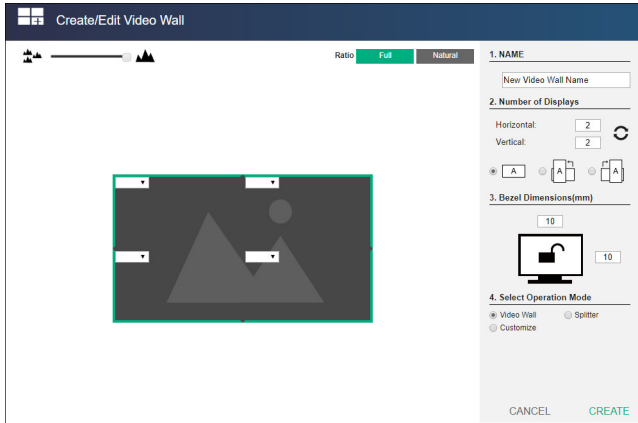 Create/Edit Video Wall
Ratio Full Natural
1. NAME
New Video Wall Name
2. Number of Displays
Horizontal: 2
Vertical: 2
A A A
3. Bezel Dimensions(mm)
10
10
4. Select Operation Mode
Video Wall Splitter
Customize
CANCEL CREATE